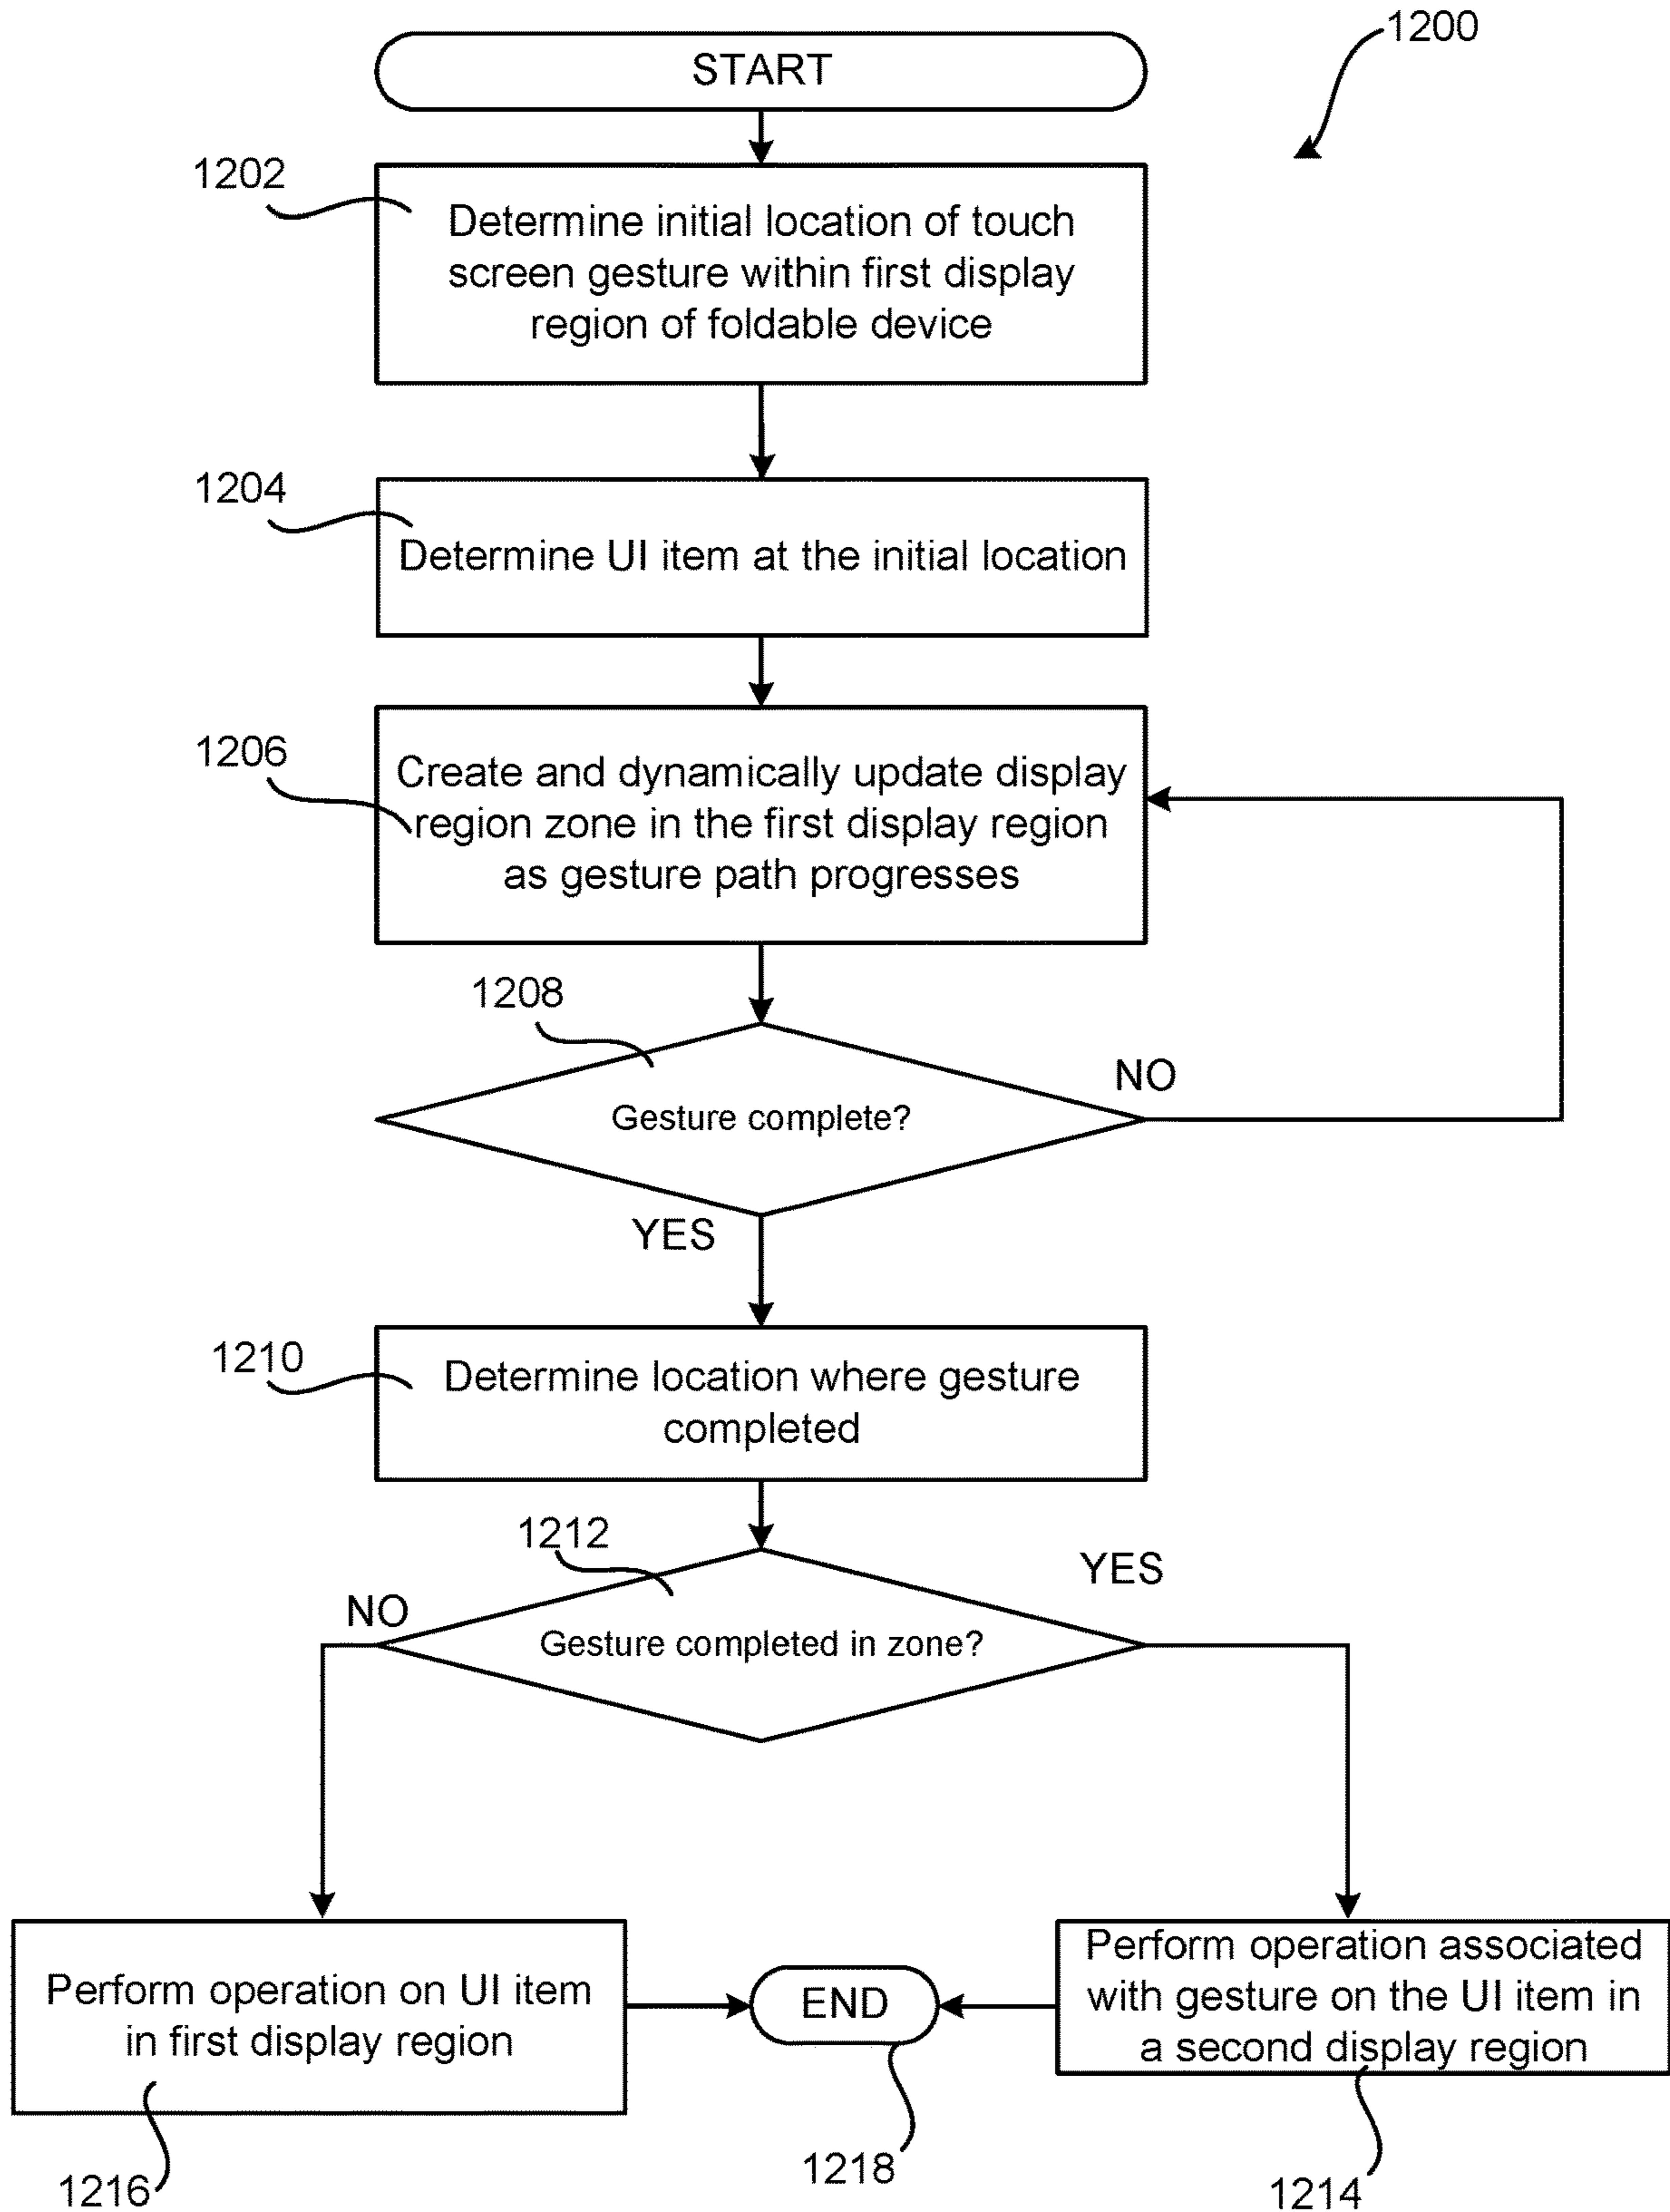 1200
START
1202
Determine initial location of touch
screen gesture within first display
region of foldable device
1204
Determine UI item at the initial location
1206
Create and dynamically update display
region zone in the first display region
as gesture path progresses
1208
Gesture complete?
NO
YES
1210
Determine location where gesture
completed
1212
Gesture completed in zone?
NO
YES
Perform operation on UI item
in first display region
1216
END
1218
Perform operation associated
with gesture on the UI item in
a second display region
1214